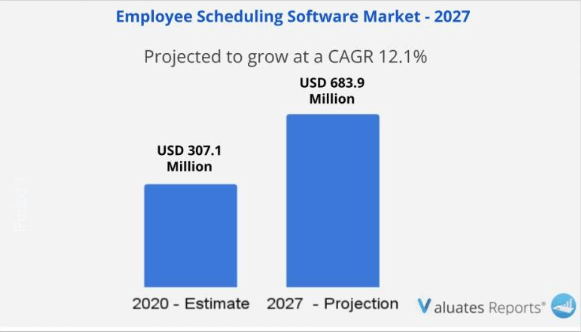 Employee Scheduling Software Market - 2027
Projected to grow at a CAGR 12.1%
USD 683.9
Million
USD 307.1
Million
2020 - Estimate
2027 - Projection
Valuates Reports®